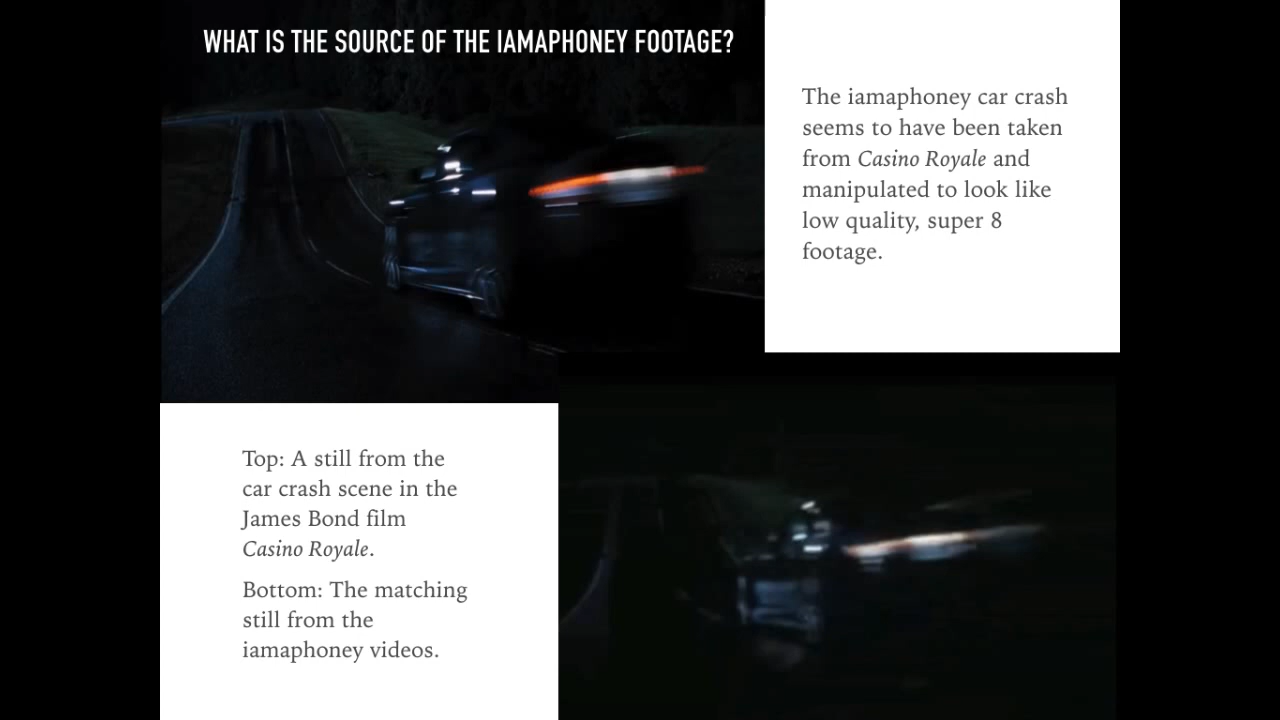 WHAT IS THE SOURCE OF THE IAMAPHONEY FOOTAGE?
The iamaphoney car crash
seems to have been taken
from Casino Royale and
manipulated to look like
low quality, super 8
footage.
Top: A still from the
car crash scene in the
James Bond film
Casino Royale.
Bottom: The matching
still from the
iamaphoney videos.